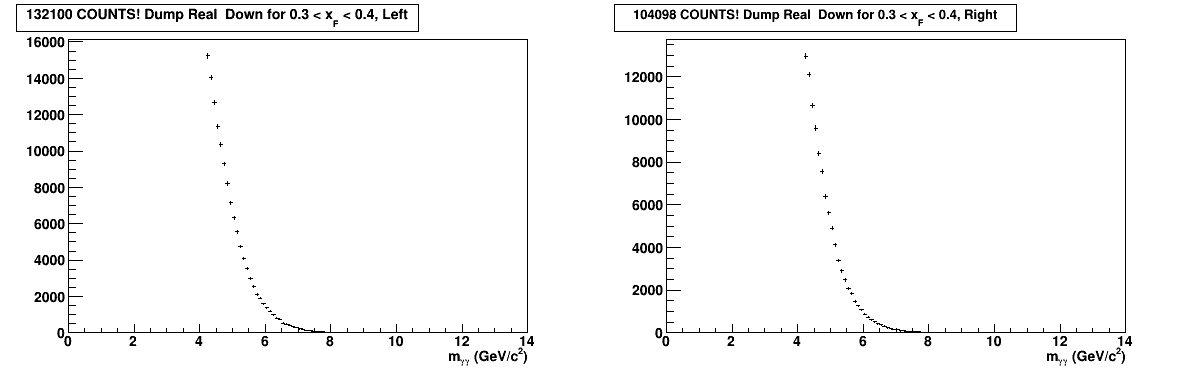 132100 COUNTS! Dump Real Down for 0.3 < x_F < 0.4, Left
16000
14000
12000
10000
8000
6000
4000
2000
0
0 2 4 6 8 10 12 14
m_γγ (GeV/c²)
104098 COUNTS! Dump Real Down for 0.3 < x_F < 0.4, Right
12000
10000
8000
6000
4000
2000
0
0 2 4 6 8 10 12 14
m_γγ (GeV/c²)